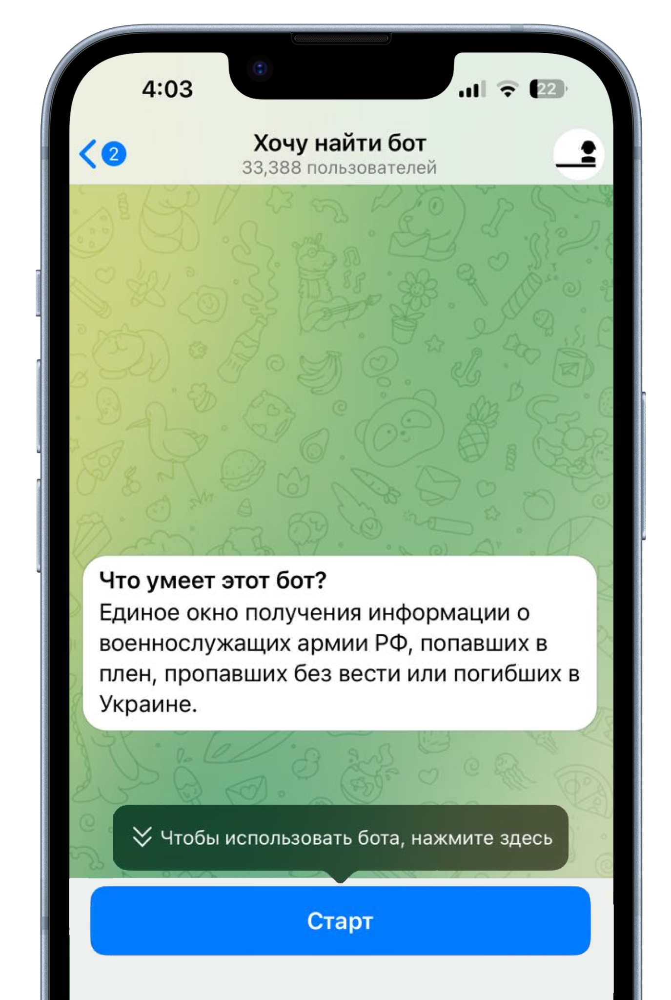 4:03
22
2
Хочу найти бот
33,388 пользователей
Что умеет этот бот?
Единое окно получения информации о
военнослужащих армии РФ, попавших в
плен, пропавших без вести или погибших в
Украине.
Чтобы использовать бота, нажмите здесь
Старт